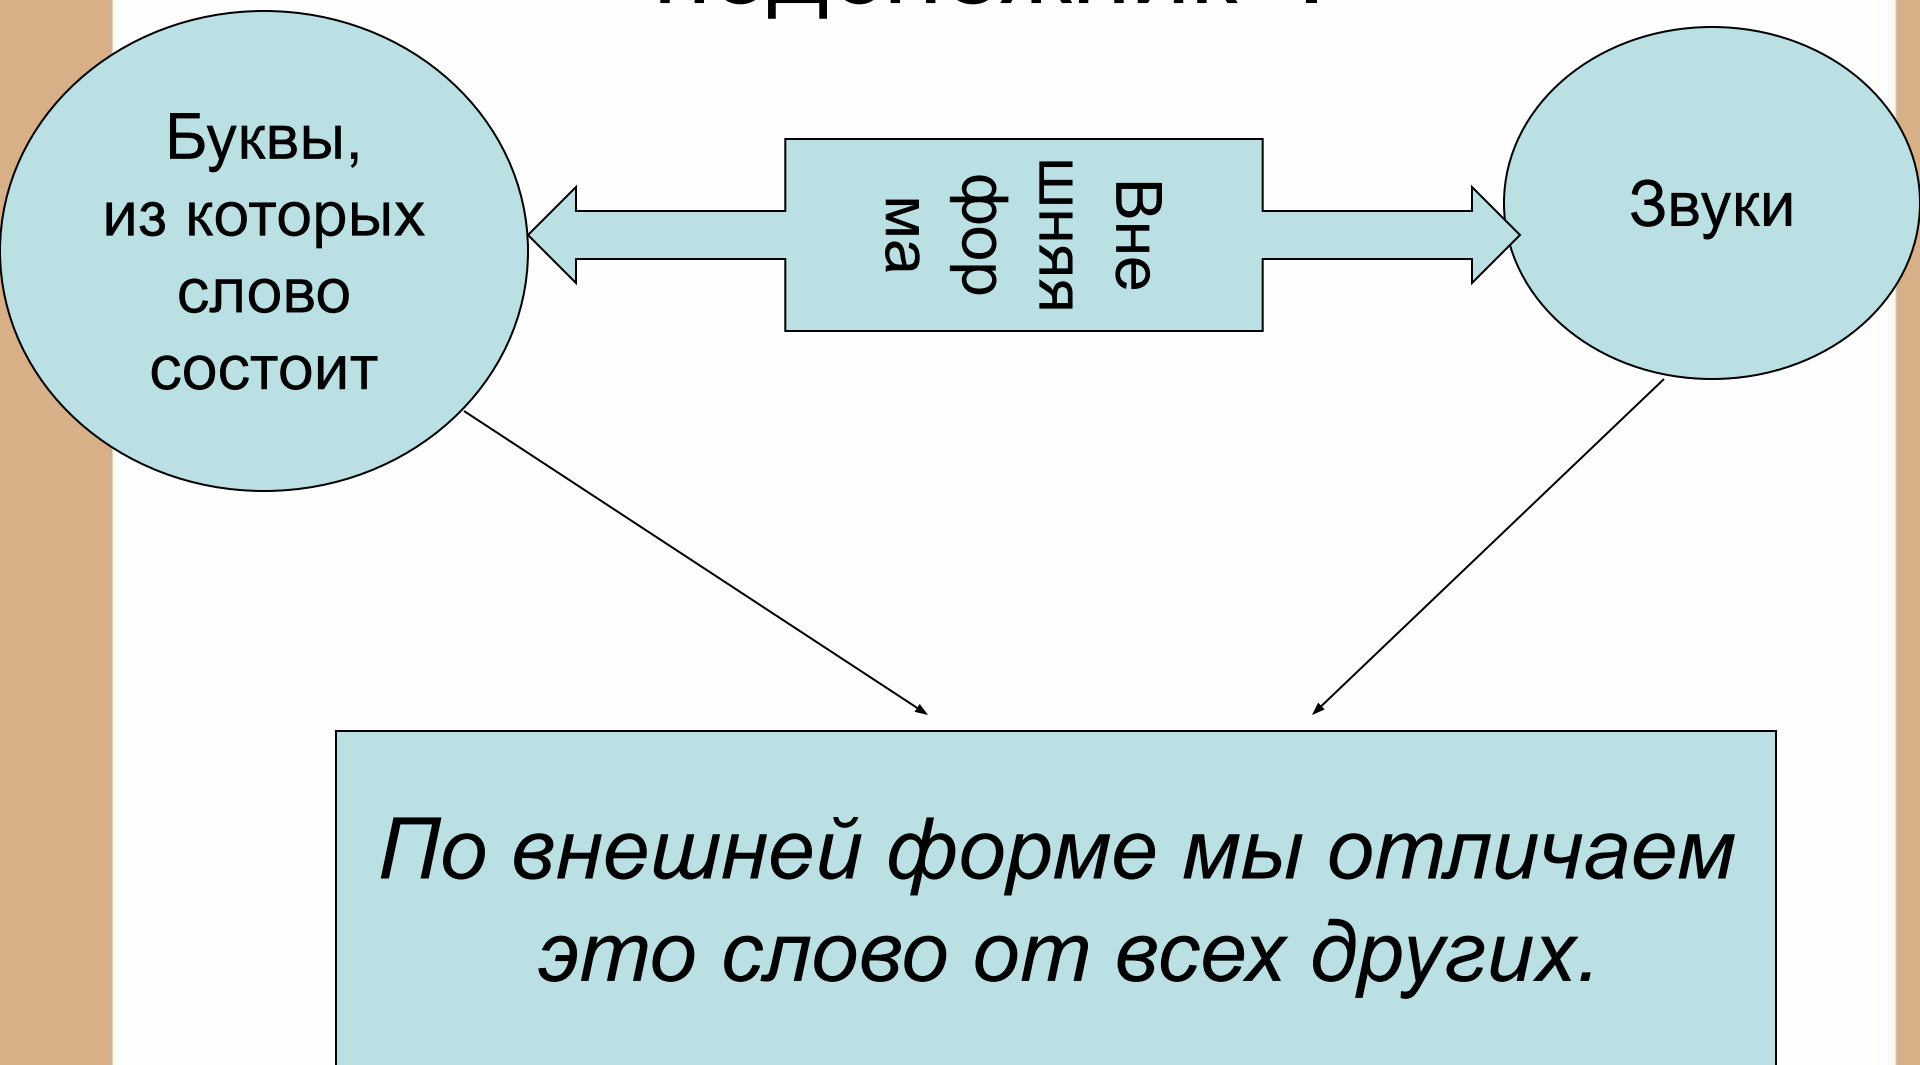 Буквы,
из которых
слово
состоит
Вне
шняя
фор
ма
Звуки
По внешней форме мы отличаем
это слово от всех других.